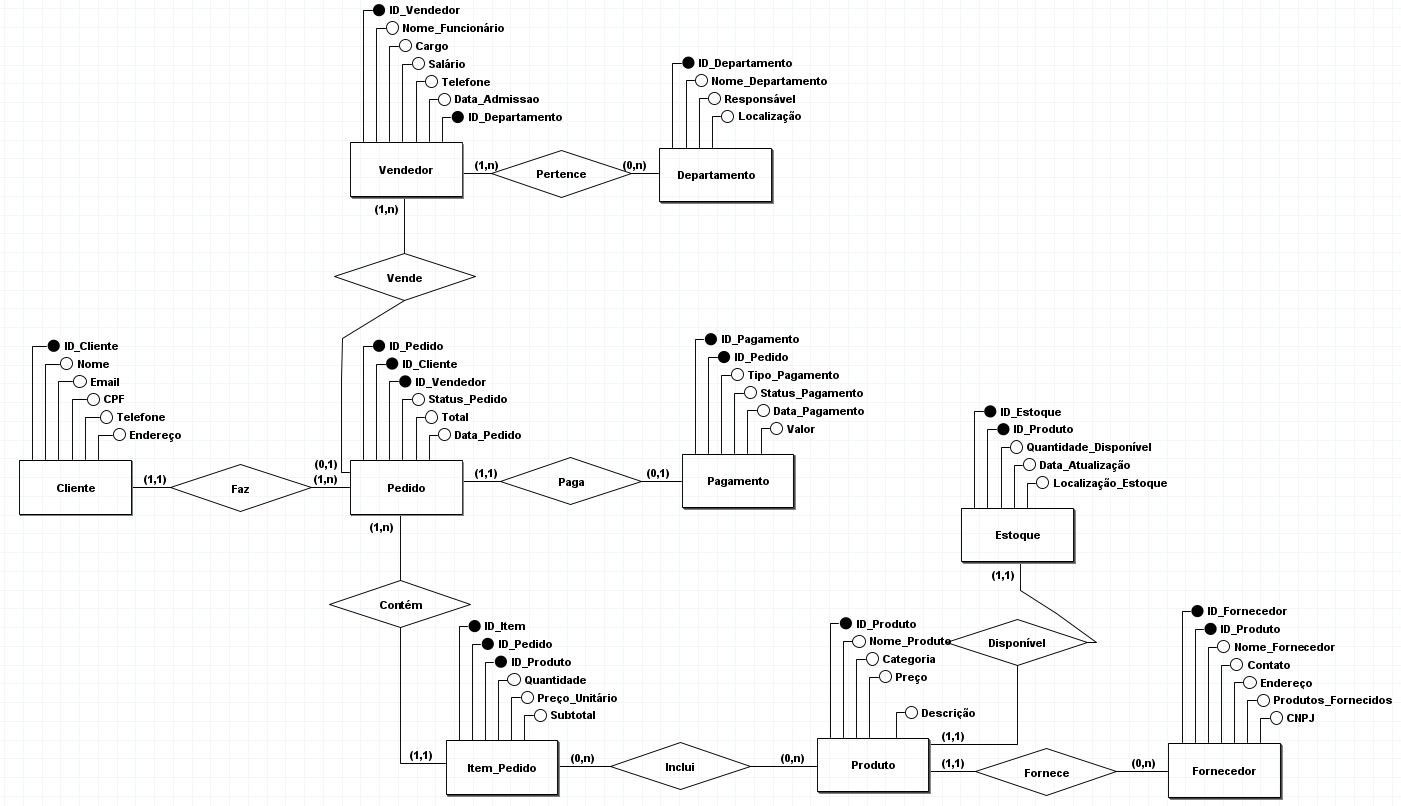 ID_Vendedor
Nome_Funcionário
Cargo
Salário
Telefone
Data_Admissao
ID_Departamento
Vendedor
(1,n)
Pertence
(0,n)
ID_Departamento
Nome_Departamento
Responsável
Localização
Departamento
(1,n)
Vende
(0,1)
ID_Cliente
Nome
Email
CPF
Telefone
Endereço
Cliente
(1,1)
Faz
(1,n)
ID_Pedido
ID_Cliente
ID_Vendedor
Status_Pedido
Total
Data_Pedido
Pedido
(1,1)
Paga
(0,1)
ID_Pagamento
ID_Pedido
Tipo_Pagamento
Status_Pagamento
Data_Pagamento
Valor
Pagamento
ID_Estoque
ID_Produto
Quantidade_Disponível
Data_Atualização
Localização_Estoque
Estoque
(1,1)
Disponível
(1,1)
(1,n)
Contém
(1,1)
ID_Item
ID_Pedido
ID_Produto
Quantidade
Preço_Unitário
Subtotal
Item_Pedido
(0,n)
Inclui
(0,n)
ID_Produto
Nome_Produto
Categoria
Preço
Descrição
Produto
(1,1)
Fornece
(0,n)
ID_Fornecedor
ID_Produto
Nome_Fornecedor
Contato
Endereço
Produtos_Fornecidos
CNPJ
Fornecedor